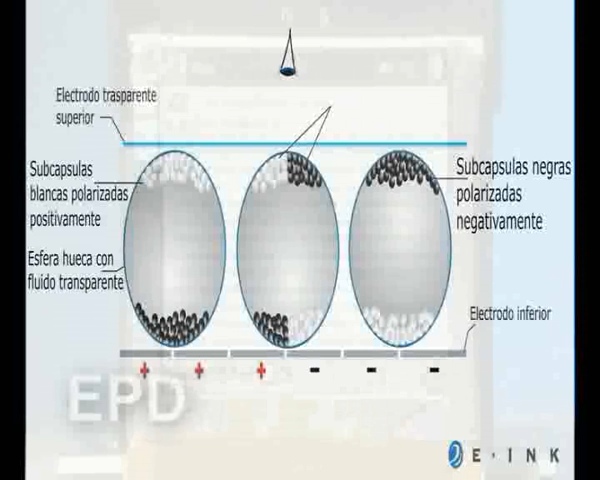 Electrodo trasparente
superior
Subcapsulas
blancas polarizadas
positivamente
Esfera hueca con
fluido transparente
Subcapsulas negras
polarizadas
negativamente
Electrodo inferior
+ + + - - -
EPD
E·INK